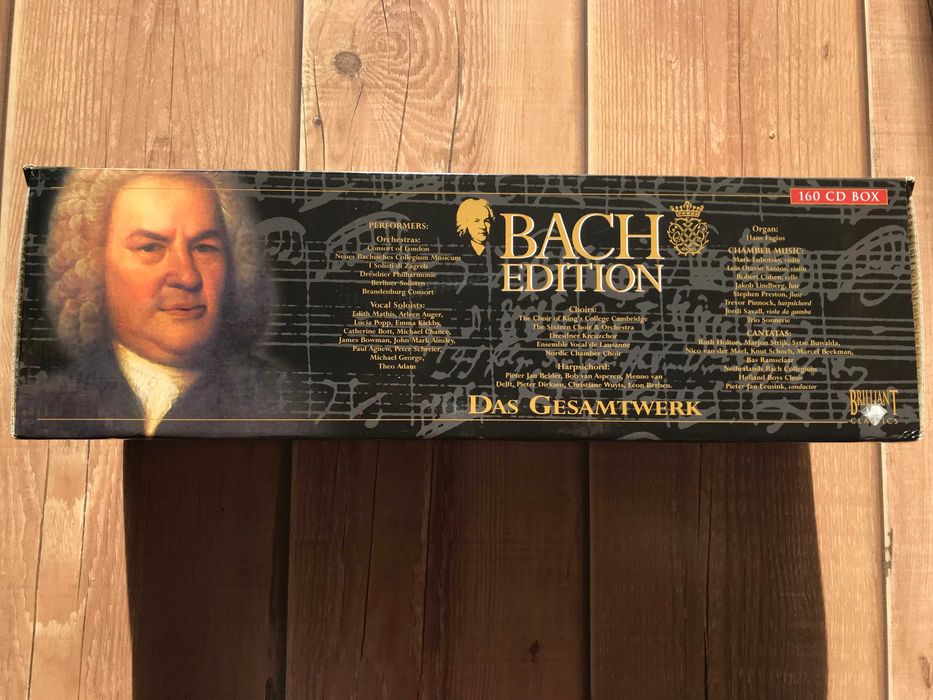 160 CD BOX
BACH
EDITION
PERFORMERS:
Orchestras:
Consort of London
Neues Bachisches Collegium Musicum
I Solisti di Zagreb
Dresdner Philharmonie
Berliner Solisten
Brandenburg Consort
Vocal Soloists:
Edith Mathis, Arleen Auger,
Lucia Popp, Emma Kirkby,
Catherine Bott, Michael Chance,
James Bowman, John Mark Ainsley,
Paul Agnew, Peter Schreier,
Michael George,
Theo Adam
Choirs:
The Choir of King's College Cambridge
The Sixteen Choir & Orchestra
Dresdner Kreuzchor
Ensemble Vocal de Lausanne
Nordic Chamber Choir
Harpsichord:
Pieter Jan Belder, Bob van Asperen, Menno van
Delft, Pieter Dirksen, Christiane Wuyts, Léon Berben.
Organ:
Hans Fagius
CHAMBER MUSIC:
Mark Lubotsky, violin
Luis Otavio Santos, violin
Robert Cohen, cello
Jakob Lindberg, lute
Stephen Preston, flute
Trevor Pinnock, harpsichord
Jordi Savall, viola da gamba
Trio Sonnerie
CANTATAS:
Ruth Holton, Marjon Strijk, Sytse Buwalda,
Nico van der Meel, Knut Schoch, Marcel Beekman,
Bas Ramselaar
Netherlands Bach Collegium
Holland Boys Choir
Pieter Jan Leusink, conductor
DAS GESAMTWERK
BRILLIANT
CLASSICS